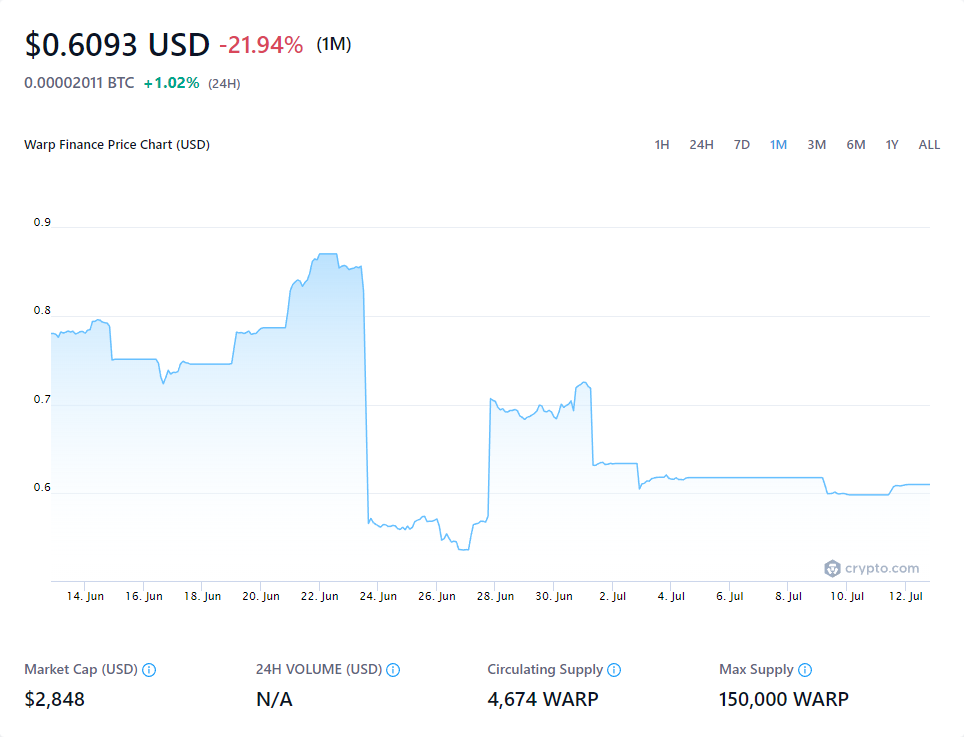 $0.6093 USD -21.94% (1M)
0.00002011 BTC +1.02% (24H)
Warp Finance Price Chart (USD) 1H 24H 7D 1M 3M 6M 1Y ALL
0.9
0.8
0.7
0.6
crypto.com
14. Jun 16. Jun 18. Jun 20. Jun 22. Jun 24. Jun 26. Jun 28. Jun 30. Jun 2. Jul 4. Jul 6. Jul 8. Jul 10. Jul 12. Jul
Market Cap (USD) 24H VOLUME (USD) Circulating Supply Max Supply
$2,848 N/A 4,674 WARP 150,000 WARP